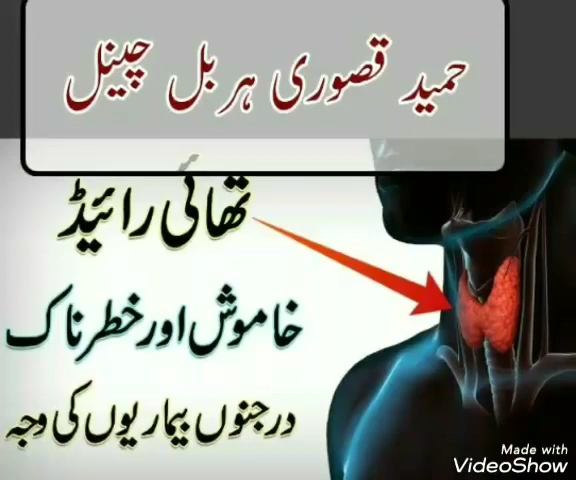 حمید قصوری ہربل چینل
تھائی رائیڈ
خاموش اور خطرناک
درجنوں بیماریوں کی وجہ
Made with
VideoShow